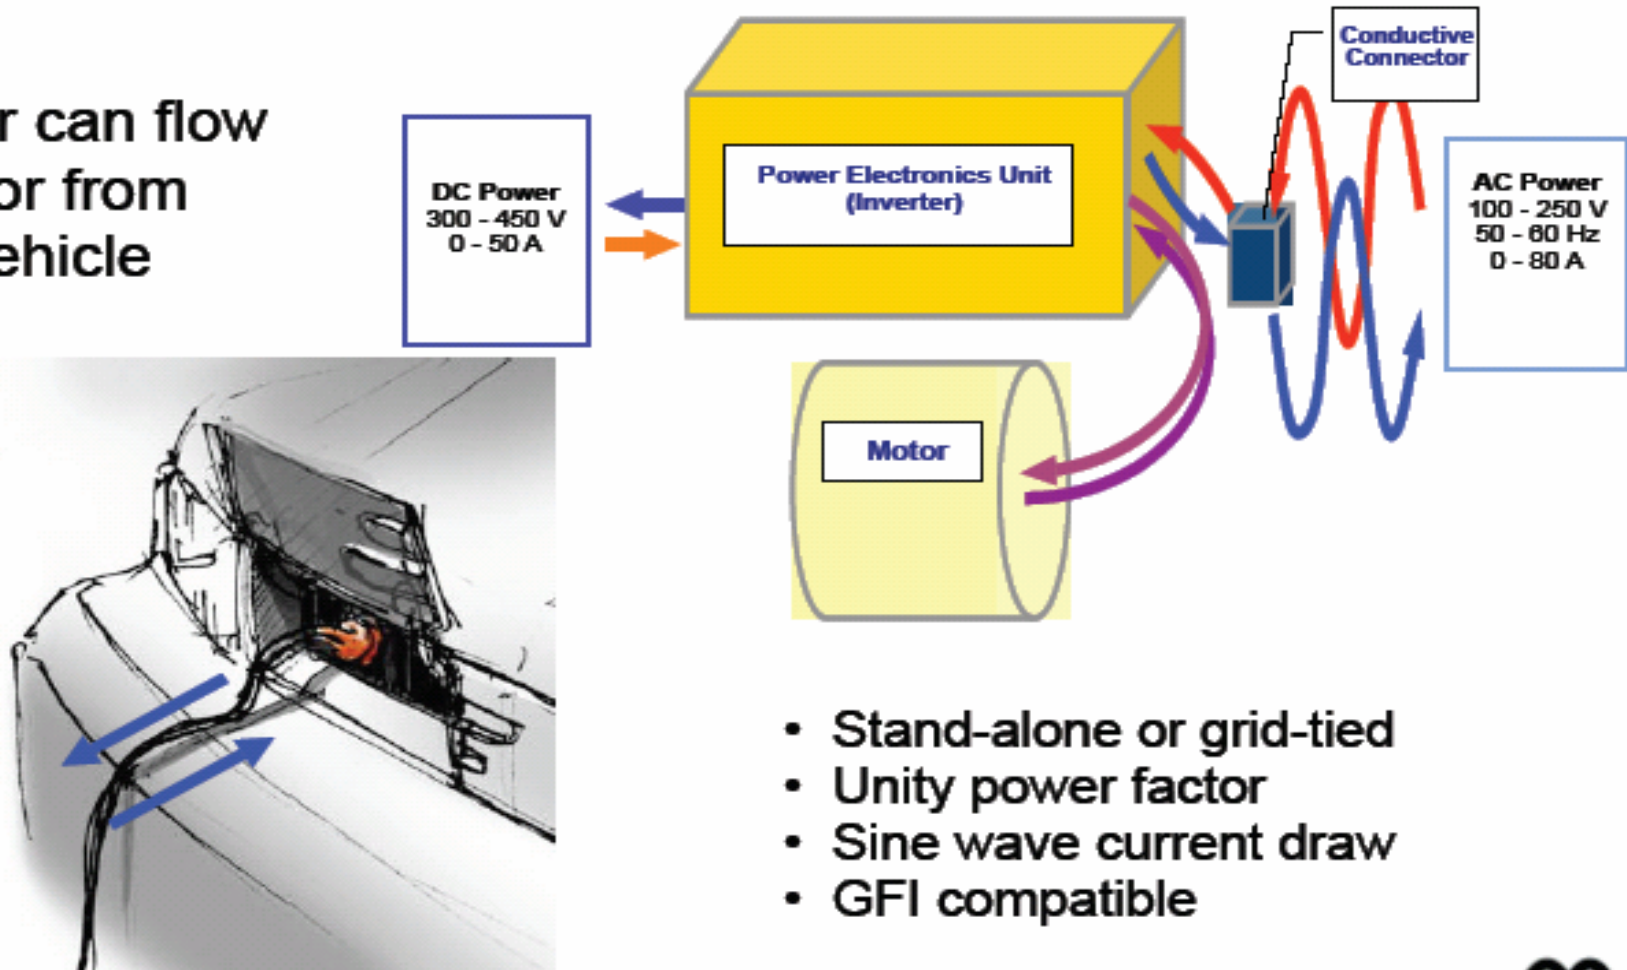 r can flow
or from
ehicle
DC Power
300 - 450 V
0 - 50 A
Power Electronics Unit
(Inverter)
Conductive
Connector
AC Power
100 - 250 V
50 - 60 Hz
0 - 80 A
Motor
• Stand-alone or grid-tied
• Unity power factor
• Sine wave current draw
• GFI compatible